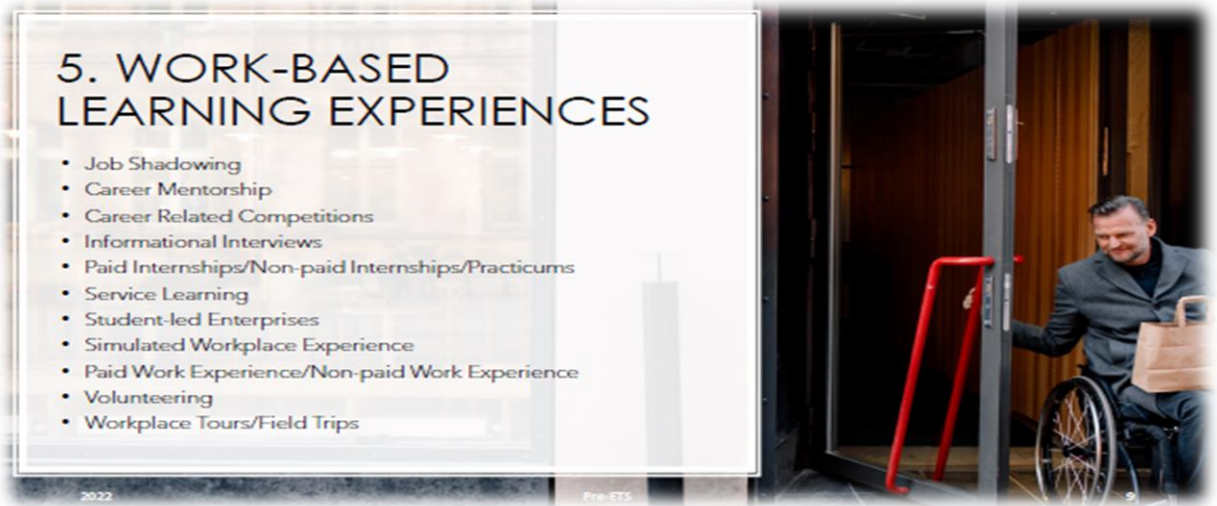 5. WORK-BASED
LEARNING EXPERIENCES
• Job Shadowing
• Career Mentorship
• Career Related Competitions
• Informational Interviews
• Paid Internships/Non-paid Internships/Practicums
• Service Learning
• Student-led Enterprises
• Simulated Workplace Experience
• Paid Work Experience/Non-paid Work Experience
• Volunteering
• Workplace Tours/Field Trips
2022 Pre-ETS 9